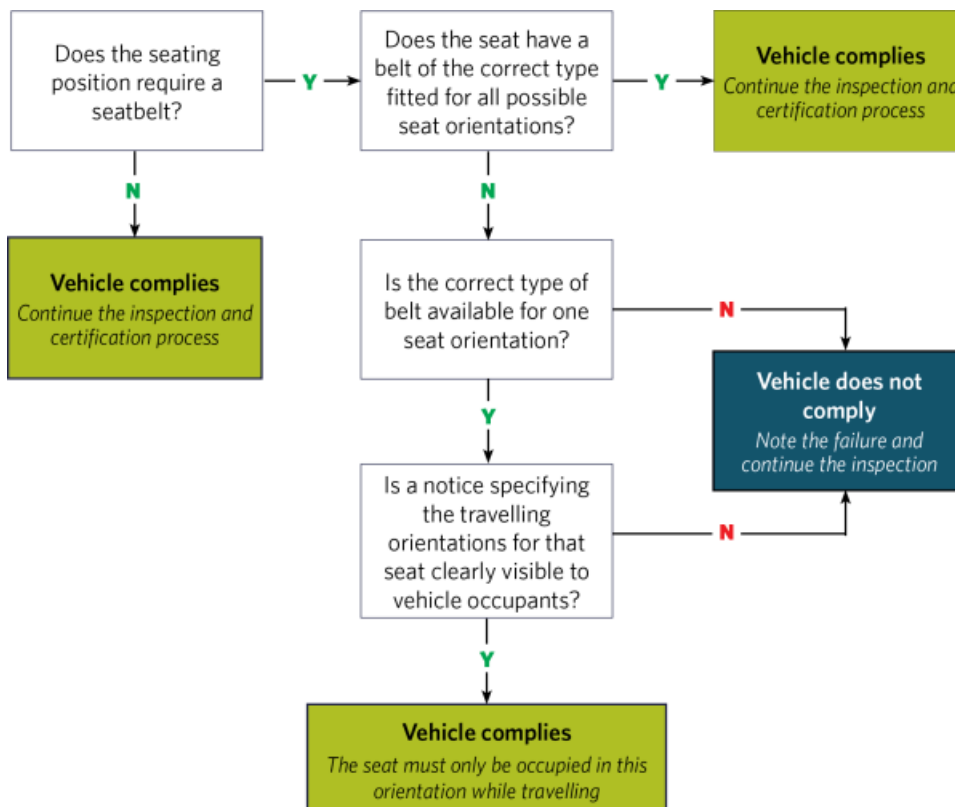 Does the seating
position require a
seatbelt?
Y
Does the seat have a
belt of the correct type
fitted for all possible
seat orientations?
Y
Vehicle complies
Continue the inspection and
certification process
N
Vehicle complies
Continue the inspection and
certification process
N
Is the correct type of
belt available for one
seat orientation?
N
Vehicle does not
comply
Note the failure and
continue the inspection
Y
Is a notice specifying
the travelling
orientations for that
seat clearly visible to
vehicle occupants?
N
Y
Vehicle complies
The seat must only be occupied in this
orientation while travelling